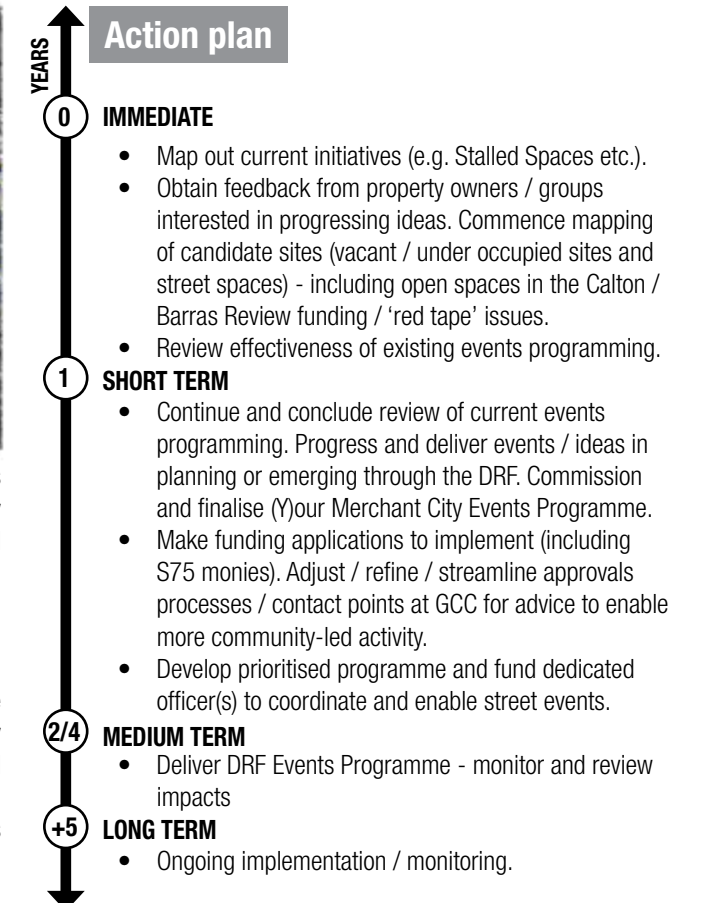 Action plan
YEARS
0
IMMEDIATE
• Map out current initiatives (e.g. Stalled Spaces etc.).
• Obtain feedback from property owners / groups
interested in progressing ideas. Commence mapping
of candidate sites (vacant / under occupied sites and
street spaces) - including open spaces in the Calton /
Barras Review funding / ‘red tape’ issues.
• Review effectiveness of existing events programming.
1
SHORT TERM
• Continue and conclude review of current events
programming. Progress and deliver events / ideas in
planning or emerging through the DRF. Commission
and finalise (Y)our Merchant City Events Programme.
• Make funding applications to implement (including
S75 monies). Adjust / refine / streamline approvals
processes / contact points at GCC for advice to enable
more community-led activity.
• Develop prioritised programme and fund dedicated
officer(s) to coordinate and enable street events.
2/4
MEDIUM TERM
• Deliver DRF Events Programme - monitor and review
impacts
+5
LONG TERM
• Ongoing implementation / monitoring.